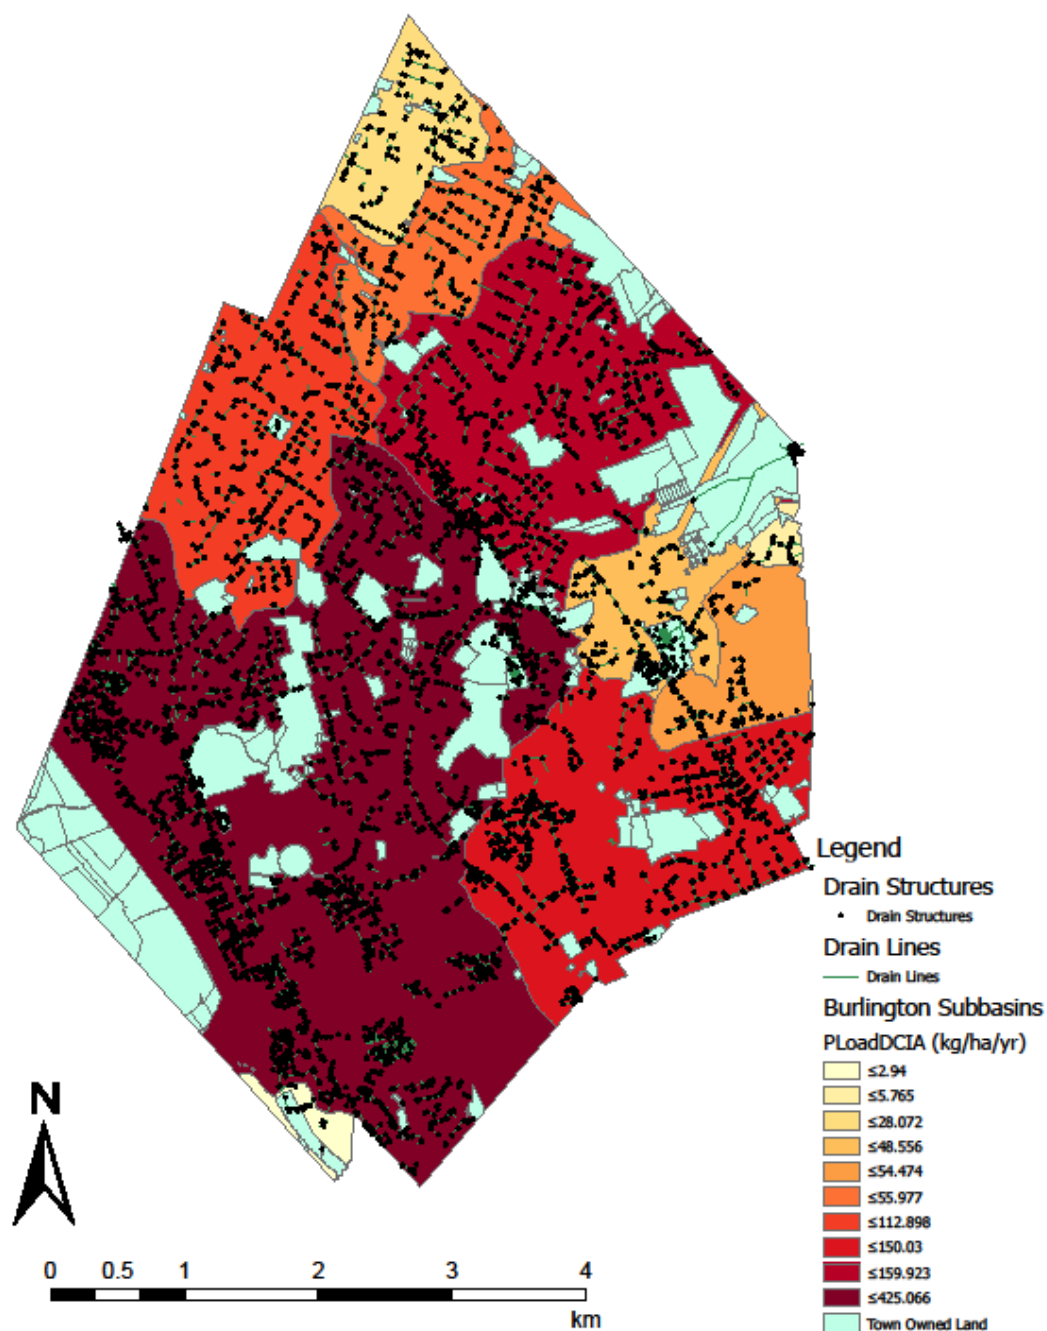 Legend
Drain Structures
Drain Structures
Drain Lines
Drain Lines
Burlington Subbasins
PLoadDCIA (kg/ha/yr)
≤2.94
≤5.765
≤28.072
≤48.556
≤54.474
≤55.977
≤112.898
≤150.03
≤159.923
≤425.066
Town Owned Land
N
0 0.5 1 2 3 4
km